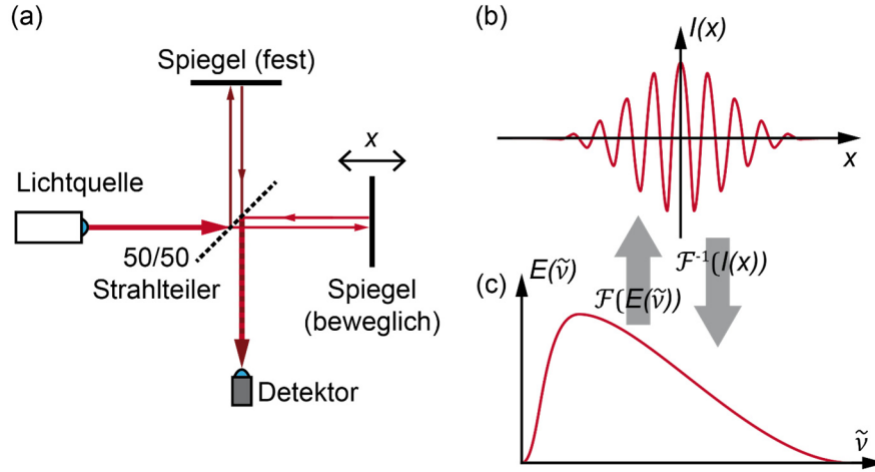 (a)
Spiegel (fest)
x
Lichtquelle
50/50
Strahlteiler
Spiegel
(beweglich)
Detektor
(b)
I(x)
x
ℱ⁻¹(I(x))
ℱ(E(ṽ))
(c)
E(ṽ)
ṽ